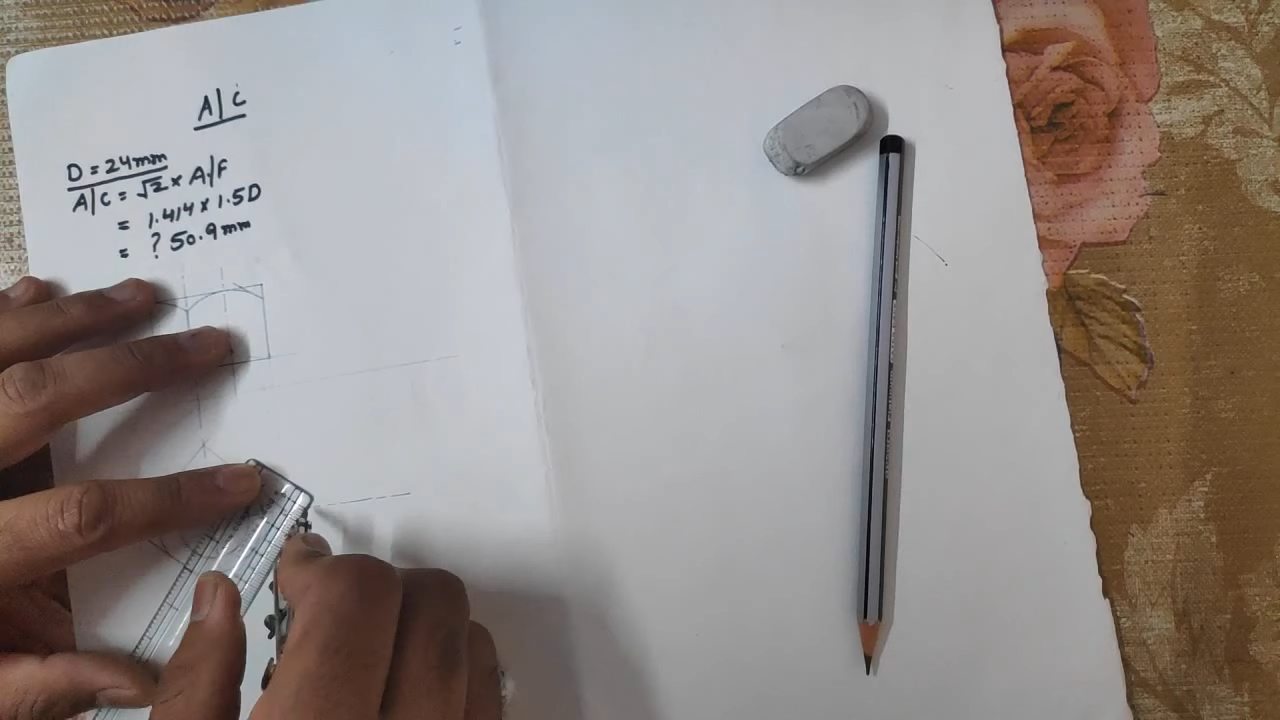 A/C
D = 24mm
A/C = √2 × A/F
= 1.414 × 1.5D
= ? 50.9mm